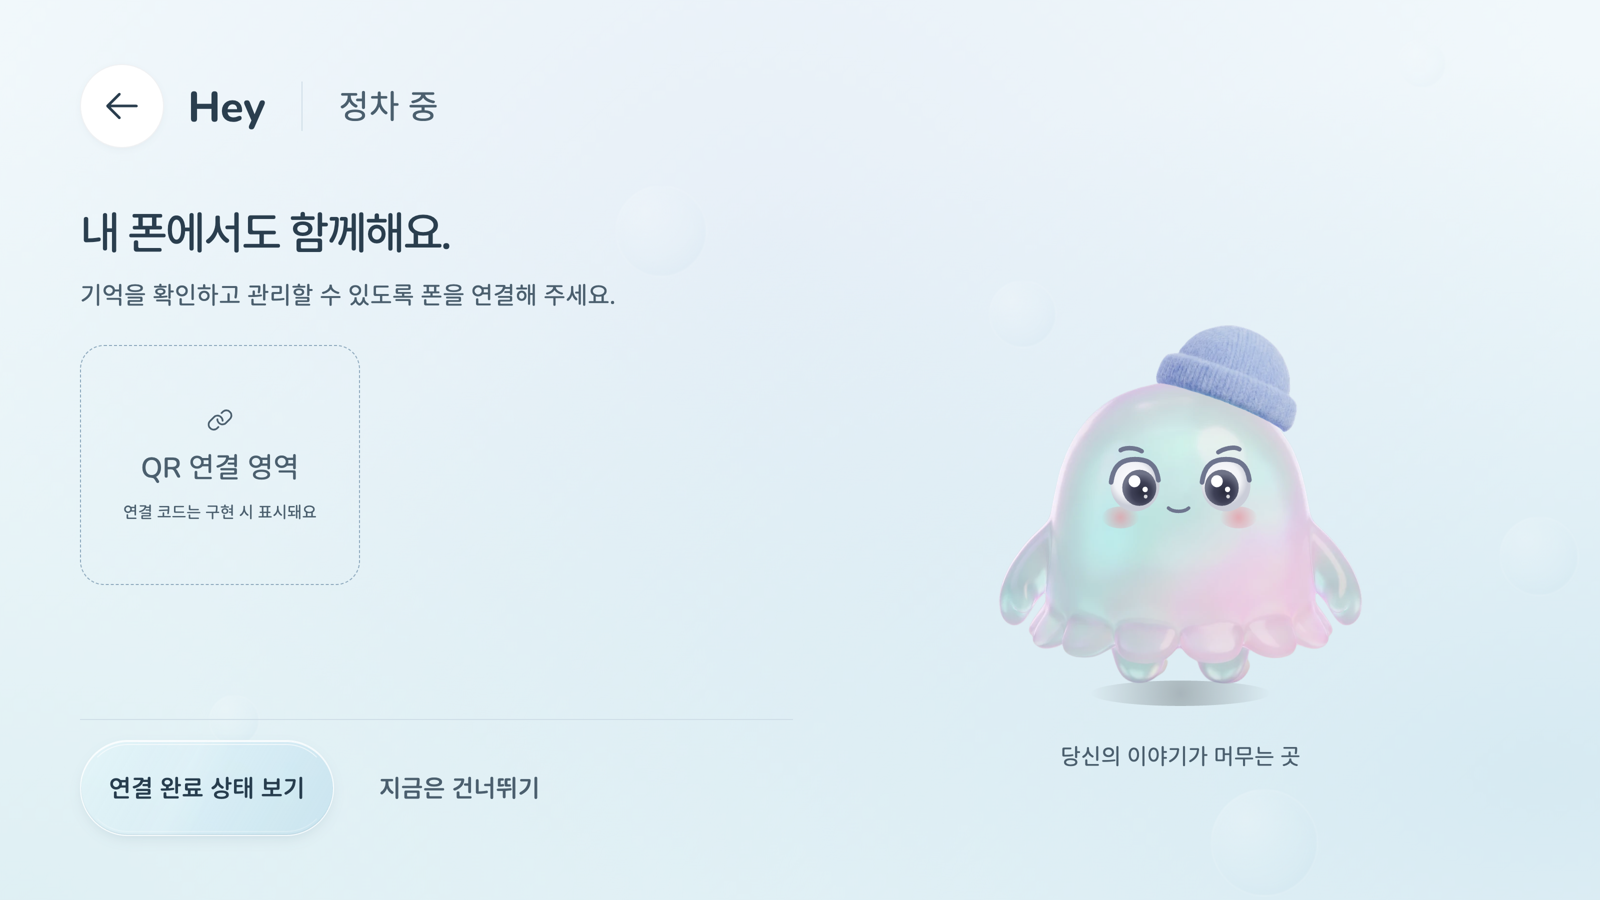 Hey
정차 중
내 폰에서도 함께해요.
기억을 확인하고 관리할 수 있도록 폰을 연결해 주세요.
QR 연결 영역
연결 코드는 구현 시 표시돼요
당신의 이야기가 머무는 곳
연결 완료 상태 보기
지금은 건너뛰기